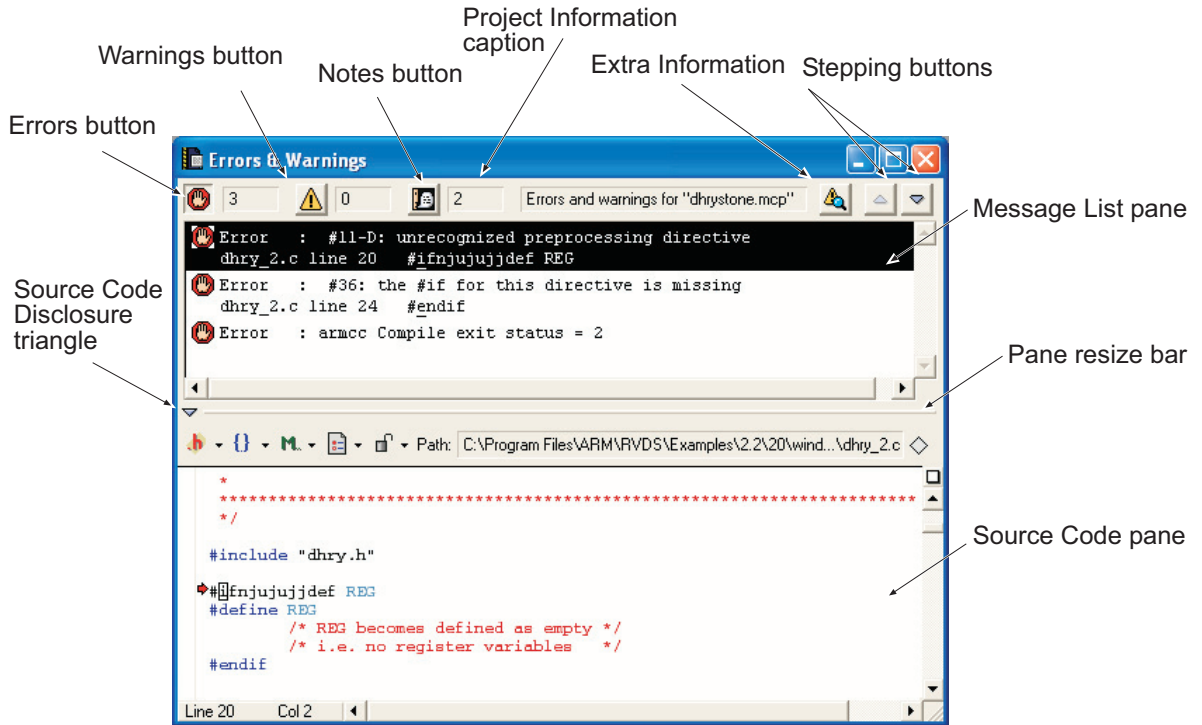 Project Information
caption
Warnings button
Notes button
Extra Information
Stepping buttons
Errors button
Errors & Warnings
3 0 2 Errors and warnings for "dhrystone.mcp"
Message List pane
Error : #11-D: unrecognized preprocessing directive
dhry_2.c line 20 #ifnjujujjdef REG
Error : #36: the #if for this directive is missing
dhry_2.c line 24 #endif
Error : armcc Compile exit status = 2
Source Code
Disclosure
triangle
Pane resize bar
.h {} M.. Path: C:\Program Files\ARM\RVDS\Examples\2.2\20\wind...\dhry_2.c
*
****************************************************************************
*/
#include "dhry.h"
Source Code pane
#ifnjujujjdef REG
#define REG
/* REG becomes defined as empty */
/* i.e. no register variables */
#endif
Line 20 Col 2